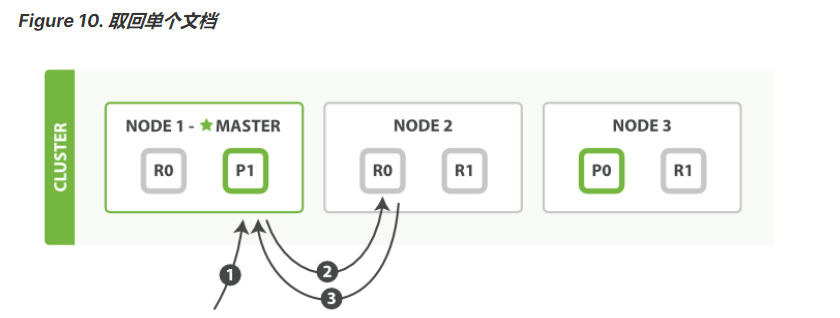 Figure 10. 取回单个文档
CLUSTER
NODE 1 - ★MASTER
NODE 2
NODE 3
R0
P1
R0
R1
P0
R1
1
2
3